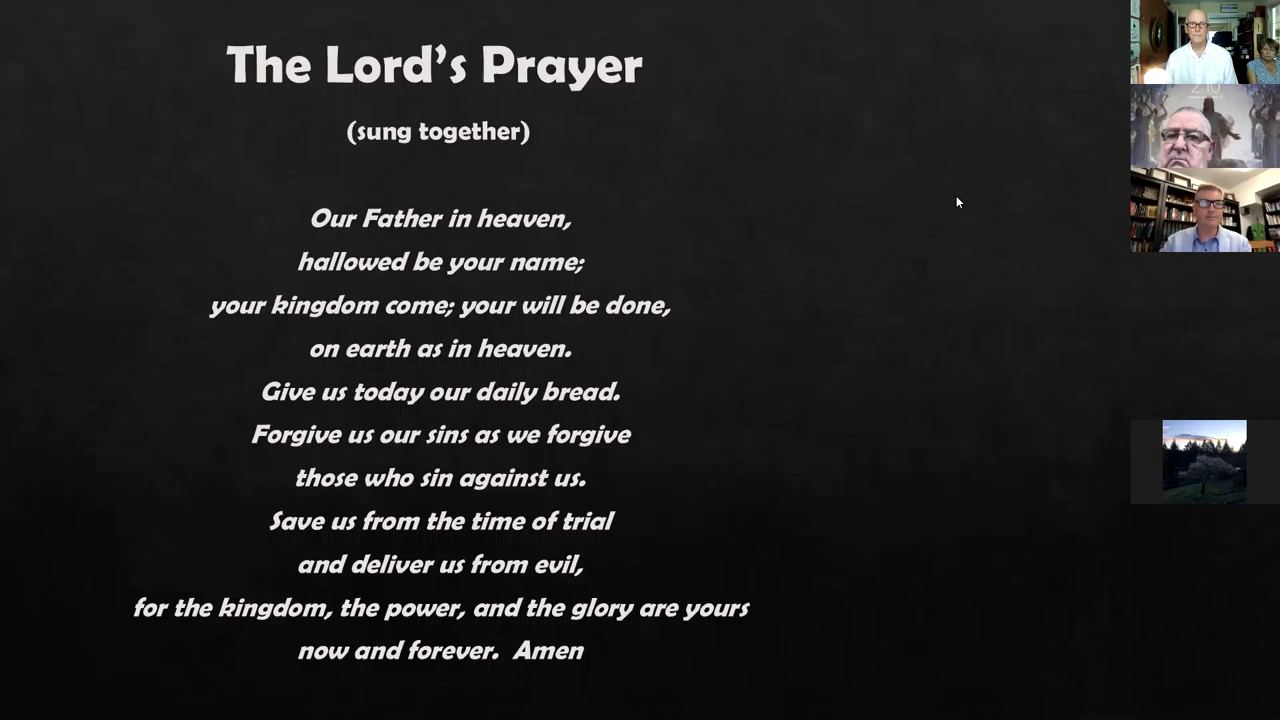 The Lord’s Prayer
(sung together)
Our Father in heaven,
hallowed be your name;
your kingdom come; your will be done,
on earth as in heaven.
Give us today our daily bread.
Forgive us our sins as we forgive
those who sin against us.
Save us from the time of trial
and deliver us from evil,
for the kingdom, the power, and the glory are yours
now and forever.  Amen
2:10